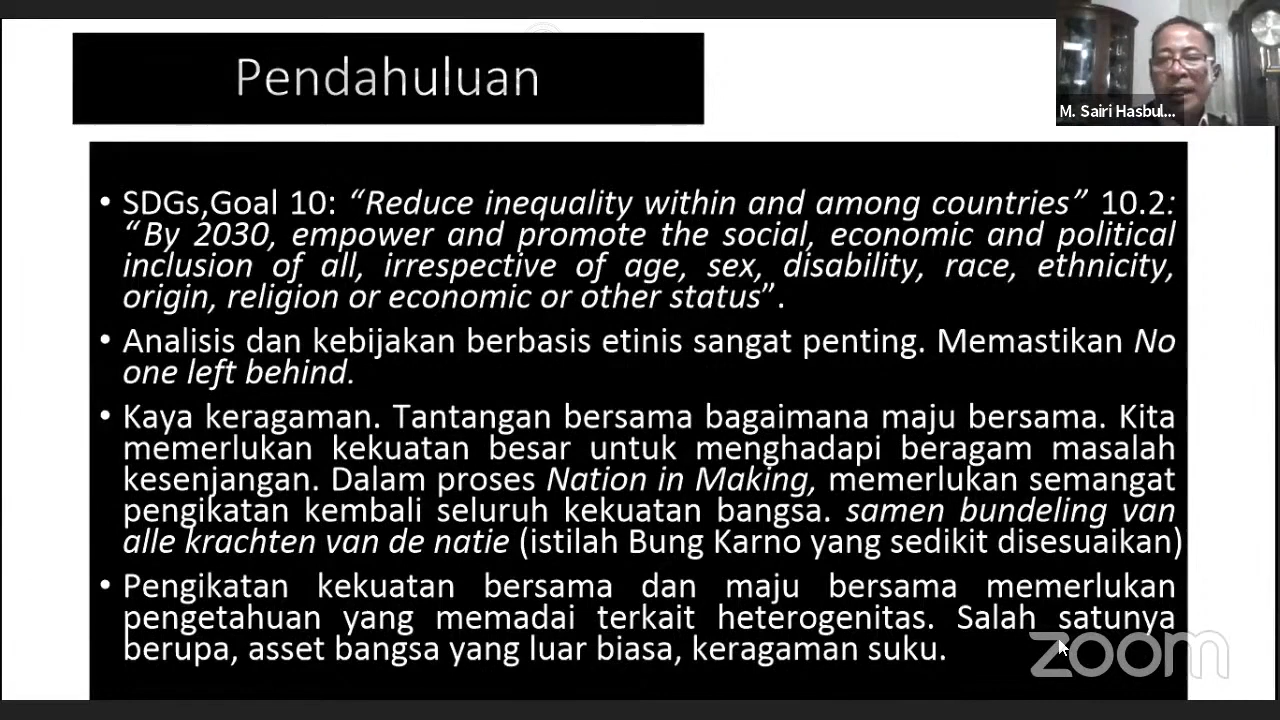 Pendahuluan
M. Sairi Hasbul...
• SDGs,Goal 10: “Reduce inequality within and among countries” 10.2:
“By 2030, empower and promote the social, economic and political
inclusion of all, irrespective of age, sex, disability, race, ethnicity,
origin, religion or economic or other status”.
• Analisis dan kebijakan berbasis etinis sangat penting. Memastikan No
one left behind.
• Kaya keragaman. Tantangan bersama bagaimana maju bersama. Kita
memerlukan kekuatan besar untuk menghadapi beragam masalah
kesenjangan. Dalam proses Nation in Making, memerlukan semangat
pengikatan kembali seluruh kekuatan bangsa. samen bundeling van
alle krachten van de natie (istilah Bung Karno yang sedikit disesuaikan)
• Pengikatan kekuatan bersama dan maju bersama memerlukan
pengetahuan yang memadai terkait heterogenitas. Salah satunya
berupa, asset bangsa yang luar biasa, keragaman suku.
zoom